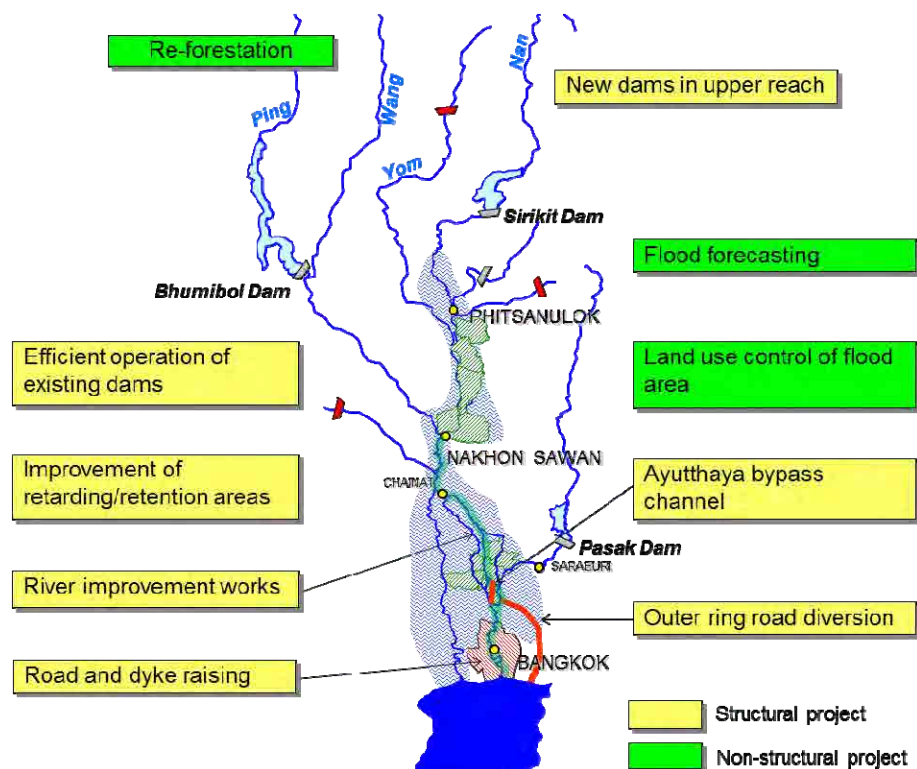 Re-forestation
Nan
New dams in upper reach
Ping
Wang
Yom
Sirikit Dam
Flood forecasting
Bhumibol Dam
PHITSANULOK
Efficient operation of
existing dams
Land use control of flood
area
NAKHON SAWAN
Improvement of
retarding/retention areas
CHAINAT
Ayutthaya bypass
channel
Pasak Dam
SARABURI
River improvement works
Outer ring road diversion
Road and dyke raising
BANGKOK
Structural project
Non-structural project